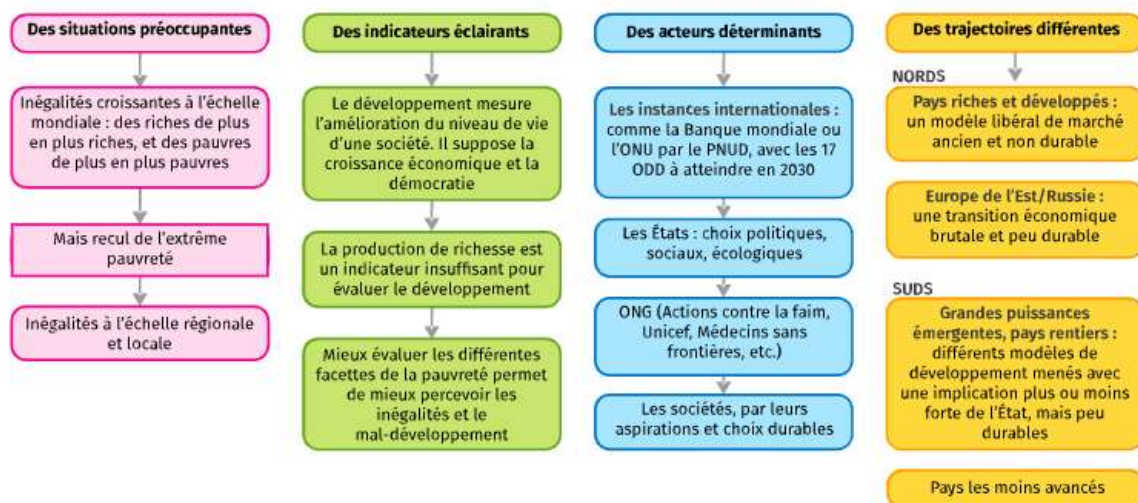 Des situations préoccupantes
Inégalités croissantes à l'échelle
mondiale : des riches de plus
en plus riches, et des pauvres
de plus en plus pauvres
Mais recul de l'extrême
pauvreté
Inégalités à l'échelle régionale
et locale
Des indicateurs éclairants
Le développement mesure
l'amélioration du niveau de vie
d'une société. Il suppose la
croissance économique et la
démocratie
La production de richesse est
un indicateur insuffisant pour
évaluer le développement
Mieux évaluer les différentes
facettes de la pauvreté permet
de mieux percevoir les
inégalités et le
mal-développement
Des acteurs déterminants
Les instances internationales :
comme la Banque mondiale ou
l'ONU par le PNUD, avec les 17
ODD à atteindre en 2030
Les États : choix politiques,
sociaux, écologiques
ONG (Actions contre la faim,
Unicef, Médecins sans
frontières, etc.)
Les sociétés, par leurs
aspirations et choix durables
Des trajectoires différentes
NORDS
Pays riches et développés :
un modèle libéral de marché
ancien et non durable
Europe de l'Est/Russie :
une transition économique
brutale et peu durable
SUDS
Grandes puissances
émergentes, pays rentiers :
différents modèles de
développement menés avec
une implication plus ou moins
forte de l'État, mais peu
durables
Pays les moins avancés